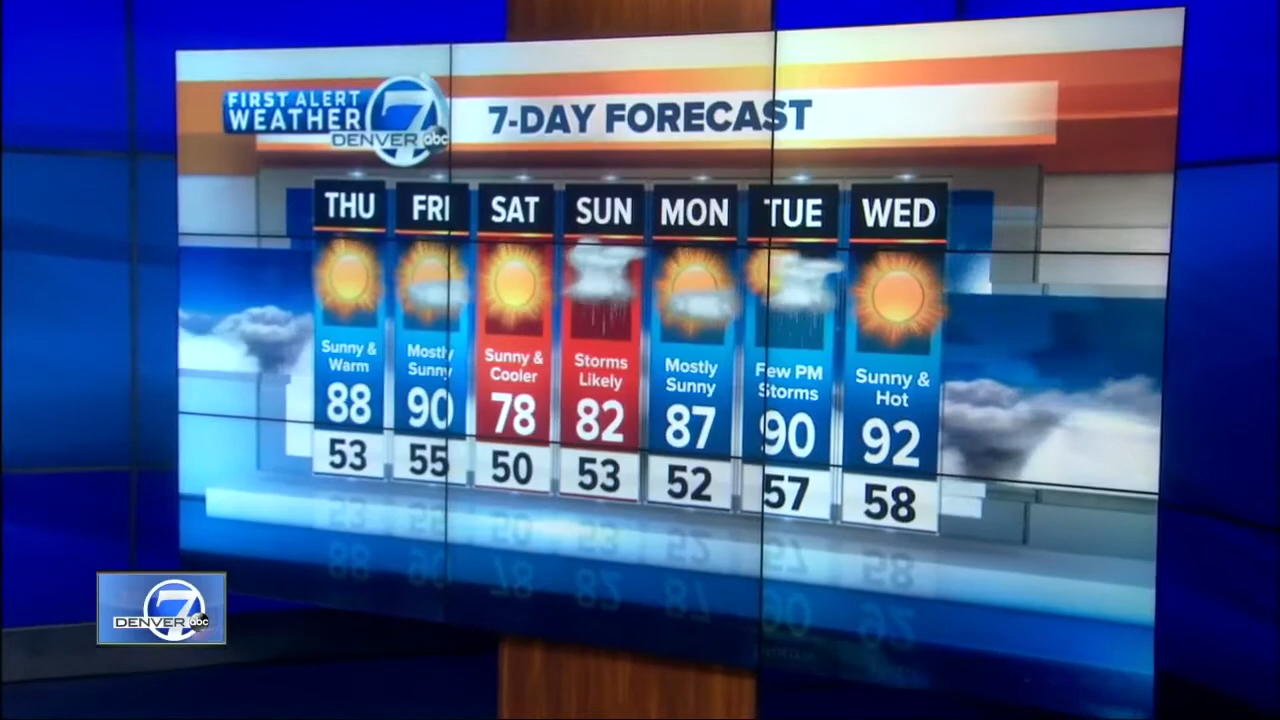 FIRST ALERT
WEATHER
7
DENVER abc
7-DAY FORECAST
THU FRI SAT SUN MON TUE WED
Sunny &
Warm
88
53
Mostly
Sunny
90
55
Sunny &
Cooler
78
50
Storms
Likely
82
53
Mostly
Sunny
87
52
Few PM
Storms
90
57
Sunny &
Hot
92
58
7
DENVER abc